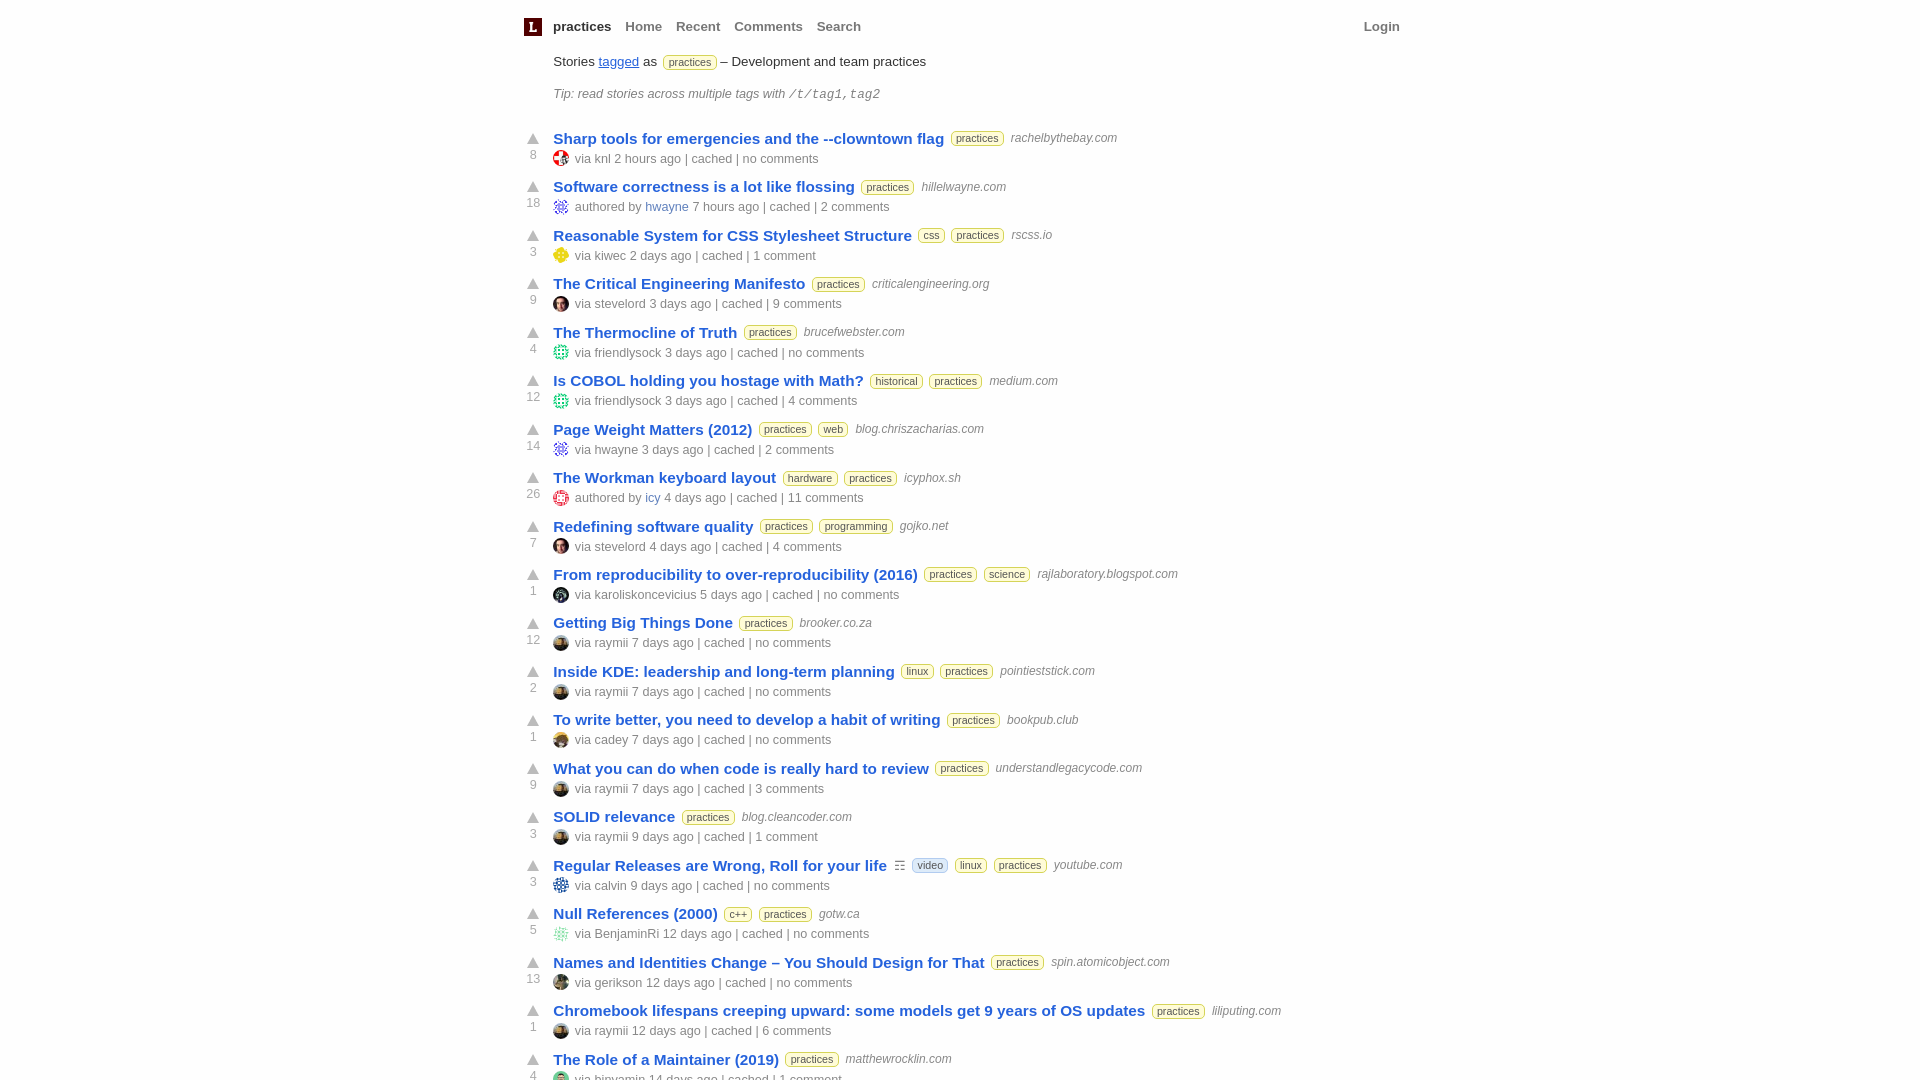 L practices Home Recent Comments Search Login
Stories tagged as practices – Development and team practices
Tip: read stories across multiple tags with /t/tag1,tag2
Sharp tools for emergencies and the --clowntown flag practices rachelbythebay.com
8 via knl 2 hours ago | cached | no comments
Software correctness is a lot like flossing practices hillelwayne.com
18 authored by hwayne 7 hours ago | cached | 2 comments
Reasonable System for CSS Stylesheet Structure css practices rscss.io
3 via kiwec 2 days ago | cached | 1 comment
The Critical Engineering Manifesto practices criticalengineering.org
9 via stevelord 3 days ago | cached | 9 comments
The Thermocline of Truth practices brucefwebster.com
4 via friendlysock 3 days ago | cached | no comments
Is COBOL holding you hostage with Math? historical practices medium.com
12 via friendlysock 3 days ago | cached | 4 comments
Page Weight Matters (2012) practices web blog.chriszacharias.com
14 via hwayne 3 days ago | cached | 2 comments
The Workman keyboard layout hardware practices icyphox.sh
26 authored by icy 4 days ago | cached | 11 comments
Redefining software quality practices programming gojko.net
7 via stevelord 4 days ago | cached | 4 comments
From reproducibility to over-reproducibility (2016) practices science rajlaboratory.blogspot.com
1 via karoliskoncevicius 5 days ago | cached | no comments
Getting Big Things Done practices brooker.co.za
12 via raymii 7 days ago | cached | no comments
Inside KDE: leadership and long-term planning linux practices pointieststick.com
2 via raymii 7 days ago | cached | no comments
To write better, you need to develop a habit of writing practices bookpub.club
1 via cadey 7 days ago | cached | no comments
What you can do when code is really hard to review practices understandlegacycode.com
9 via raymii 7 days ago | cached | 3 comments
SOLID relevance practices blog.cleancoder.com
3 via raymii 9 days ago | cached | 1 comment
Regular Releases are Wrong, Roll for your life ☶ video linux practices youtube.com
3 via calvin 9 days ago | cached | no comments
Null References (2000) c++ practices gotw.ca
5 via BenjaminRi 12 days ago | cached | no comments
Names and Identities Change – You Should Design for That practices spin.atomicobject.com
13 via gerikson 12 days ago | cached | no comments
Chromebook lifespans creeping upward: some models get 9 years of OS updates practices liliputing.com
1 via raymii 12 days ago | cached | 6 comments
The Role of a Maintainer (2019) practices matthewrocklin.com
4 via binyamin 14 days ago | cached | 1 comment